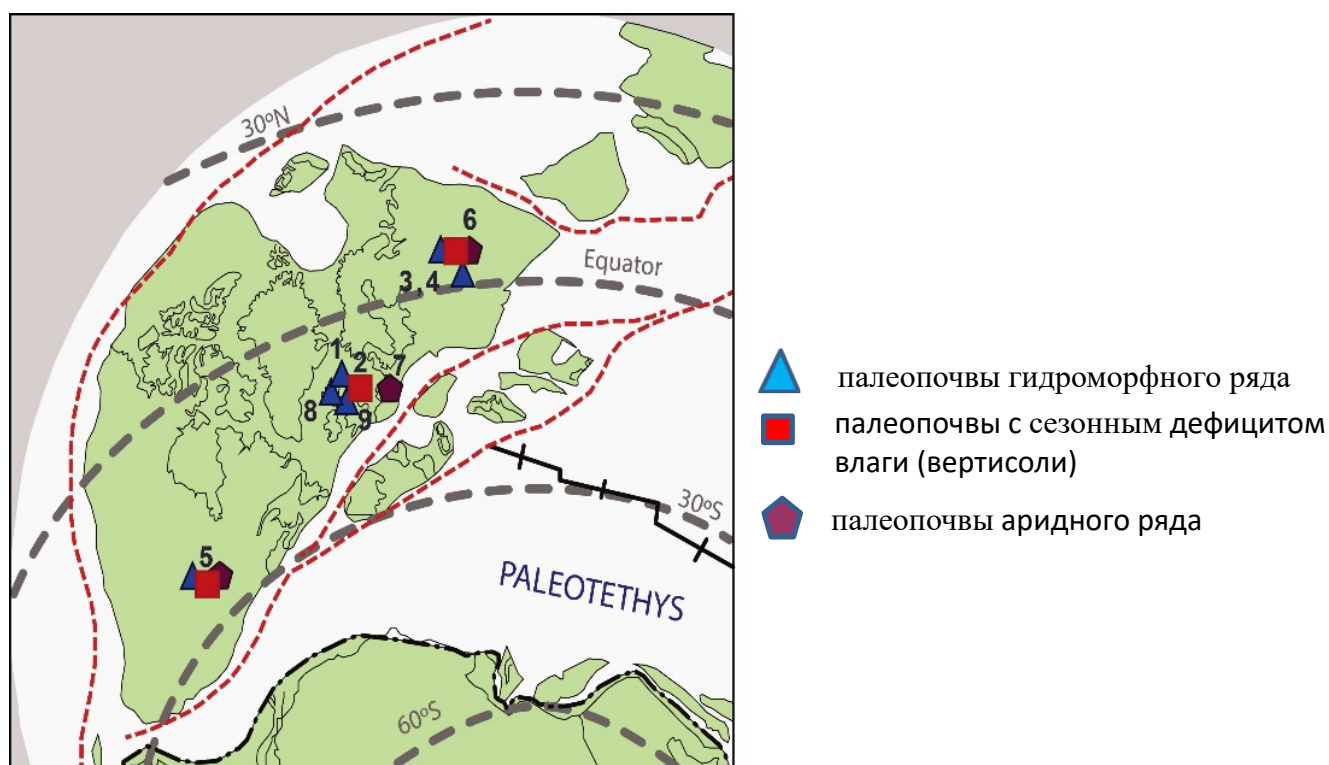 30ºN
6
Equator
3,4
1
2
7
8
9
30ºS
5
PALEOTETHYS
60ºS
палеопочвы гидроморфного ряда
палеопочвы с сезонным дефицитом
влаги (вертисоли)
палеопочвы аридного ряда